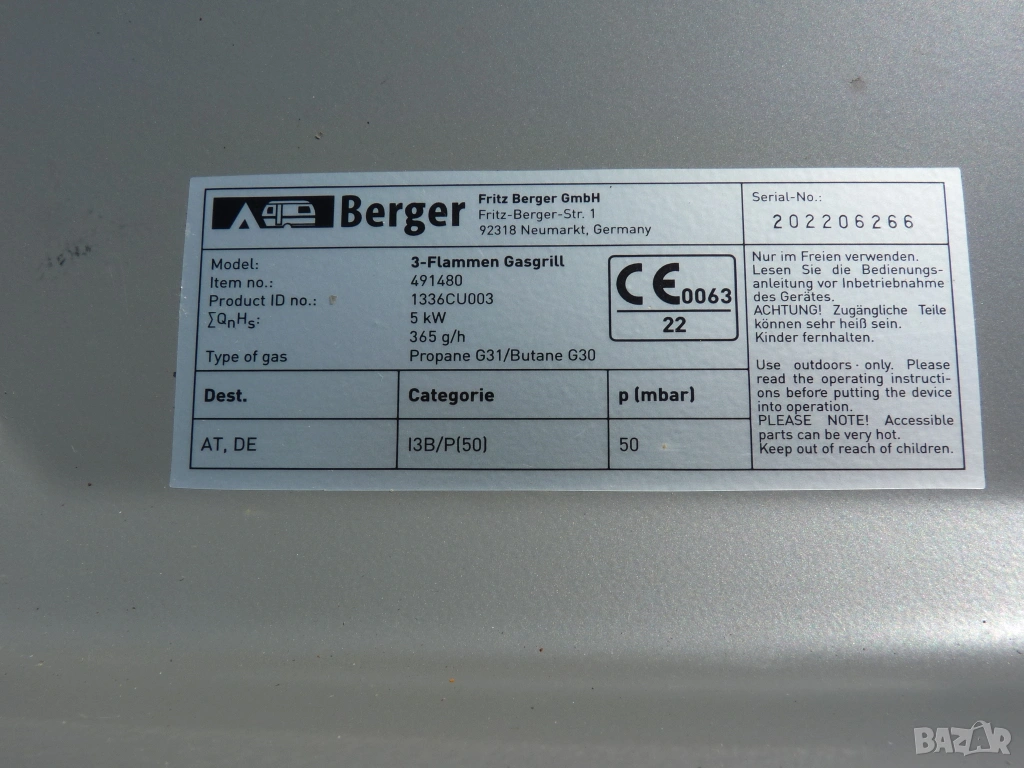 Berger
Fritz Berger GmbH
Fritz-Berger-Str. 1
92318 Neumarkt, Germany
Serial-No.:
202206266
Model: 3-Flammen Gasgrill
Item no.: 491480
Product ID no.: 1336CU003
∑QnHs: 5 kW
365 g/h
Type of gas Propane G31/Butane G30
CE 0063
22
Nur im Freien verwenden.
Lesen Sie die Bedienungs-
anleitung vor Inbetriebnahme
des Gerätes.
ACHTUNG! Zugängliche Teile
können sehr heiß sein.
Kinder fernhalten.
Use outdoors - only. Please
read the operating instructi-
ons before putting the device
into operation.
PLEASE NOTE! Accessible
parts can be very hot.
Keep out of reach of children.
Dest. Categorie p (mbar)
AT, DE I3B/P(50) 50
BAZAR